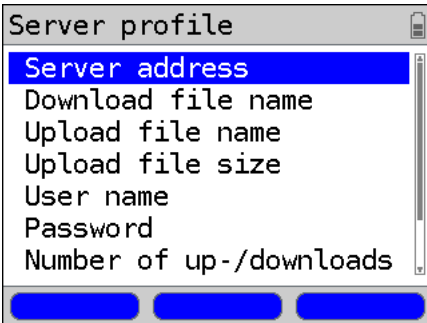 Server profile
Server address
Download file name
Upload file name
Upload file size
User name
Password
Number of up-/downloads